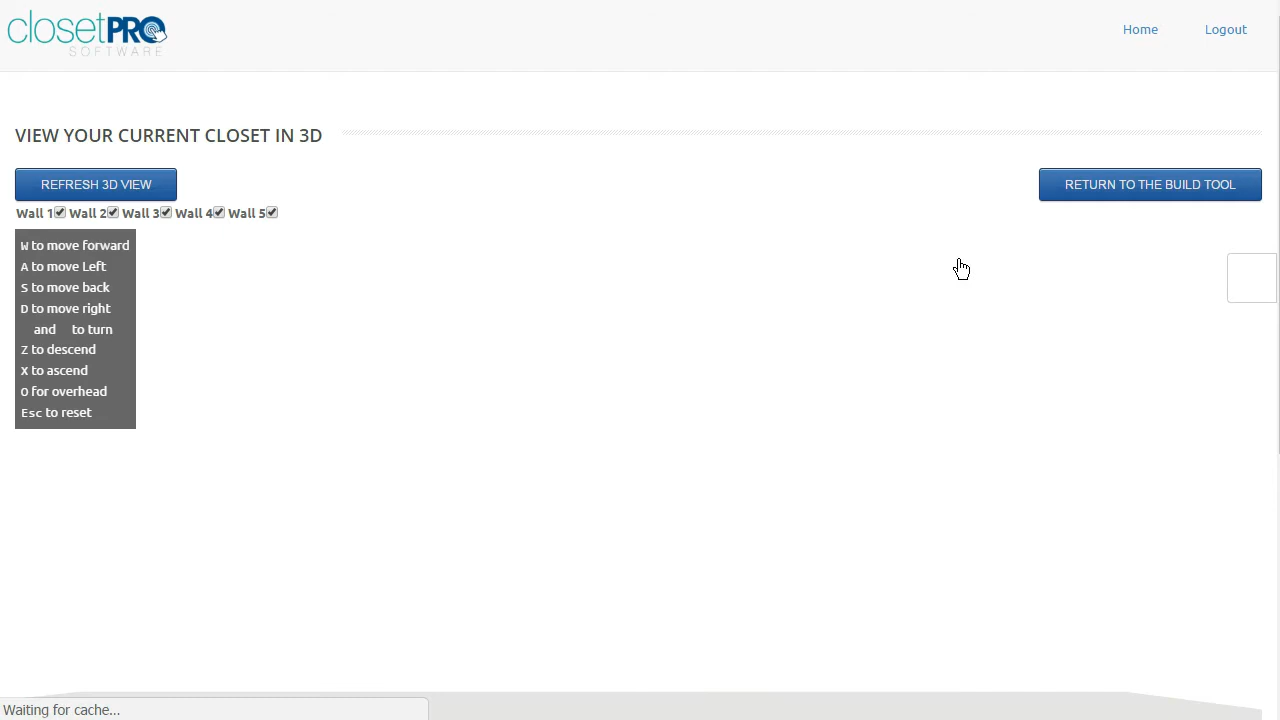 closetPRO
SOFTWARE
Home
Logout
VIEW YOUR CURRENT CLOSET IN 3D
REFRESH 3D VIEW
RETURN TO THE BUILD TOOL
Wall 1 Wall 2 Wall 3 Wall 4 Wall 5
W to move forward
A to move Left
S to move back
D to move right
and to turn
Z to descend
X to ascend
O for overhead
Esc to reset
Waiting for cache...